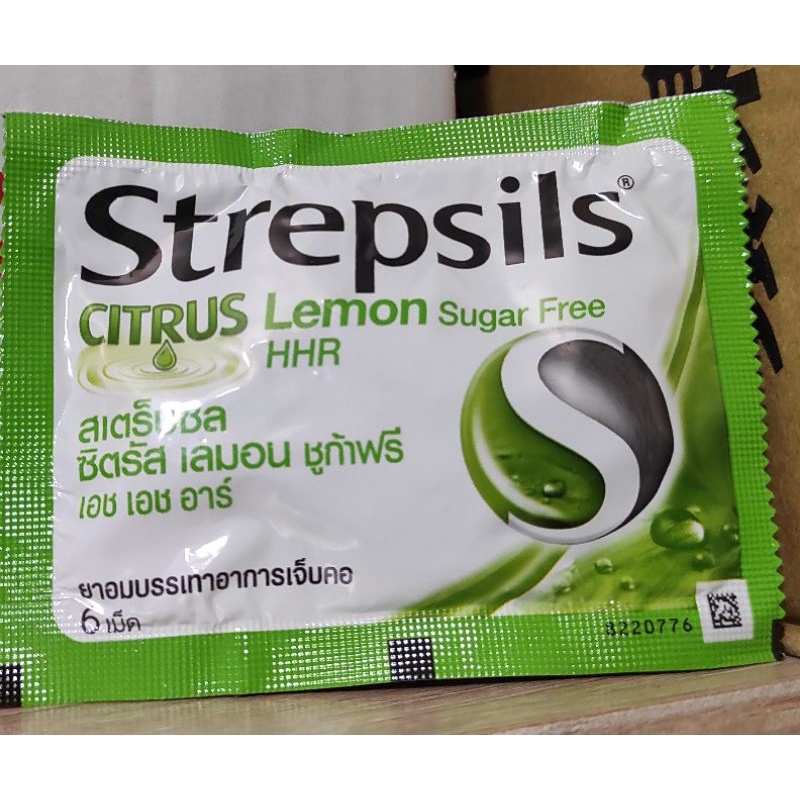 Strepsils®
CITRUS Lemon Sugar Free
HHR
สเตร็ปซิล
ซิตรัส เลมอน ชูก้าฟรี
เอช เอช อาร์
ยาอมบรรเทาอาการเจ็บคอ
6 เม็ด
8220776